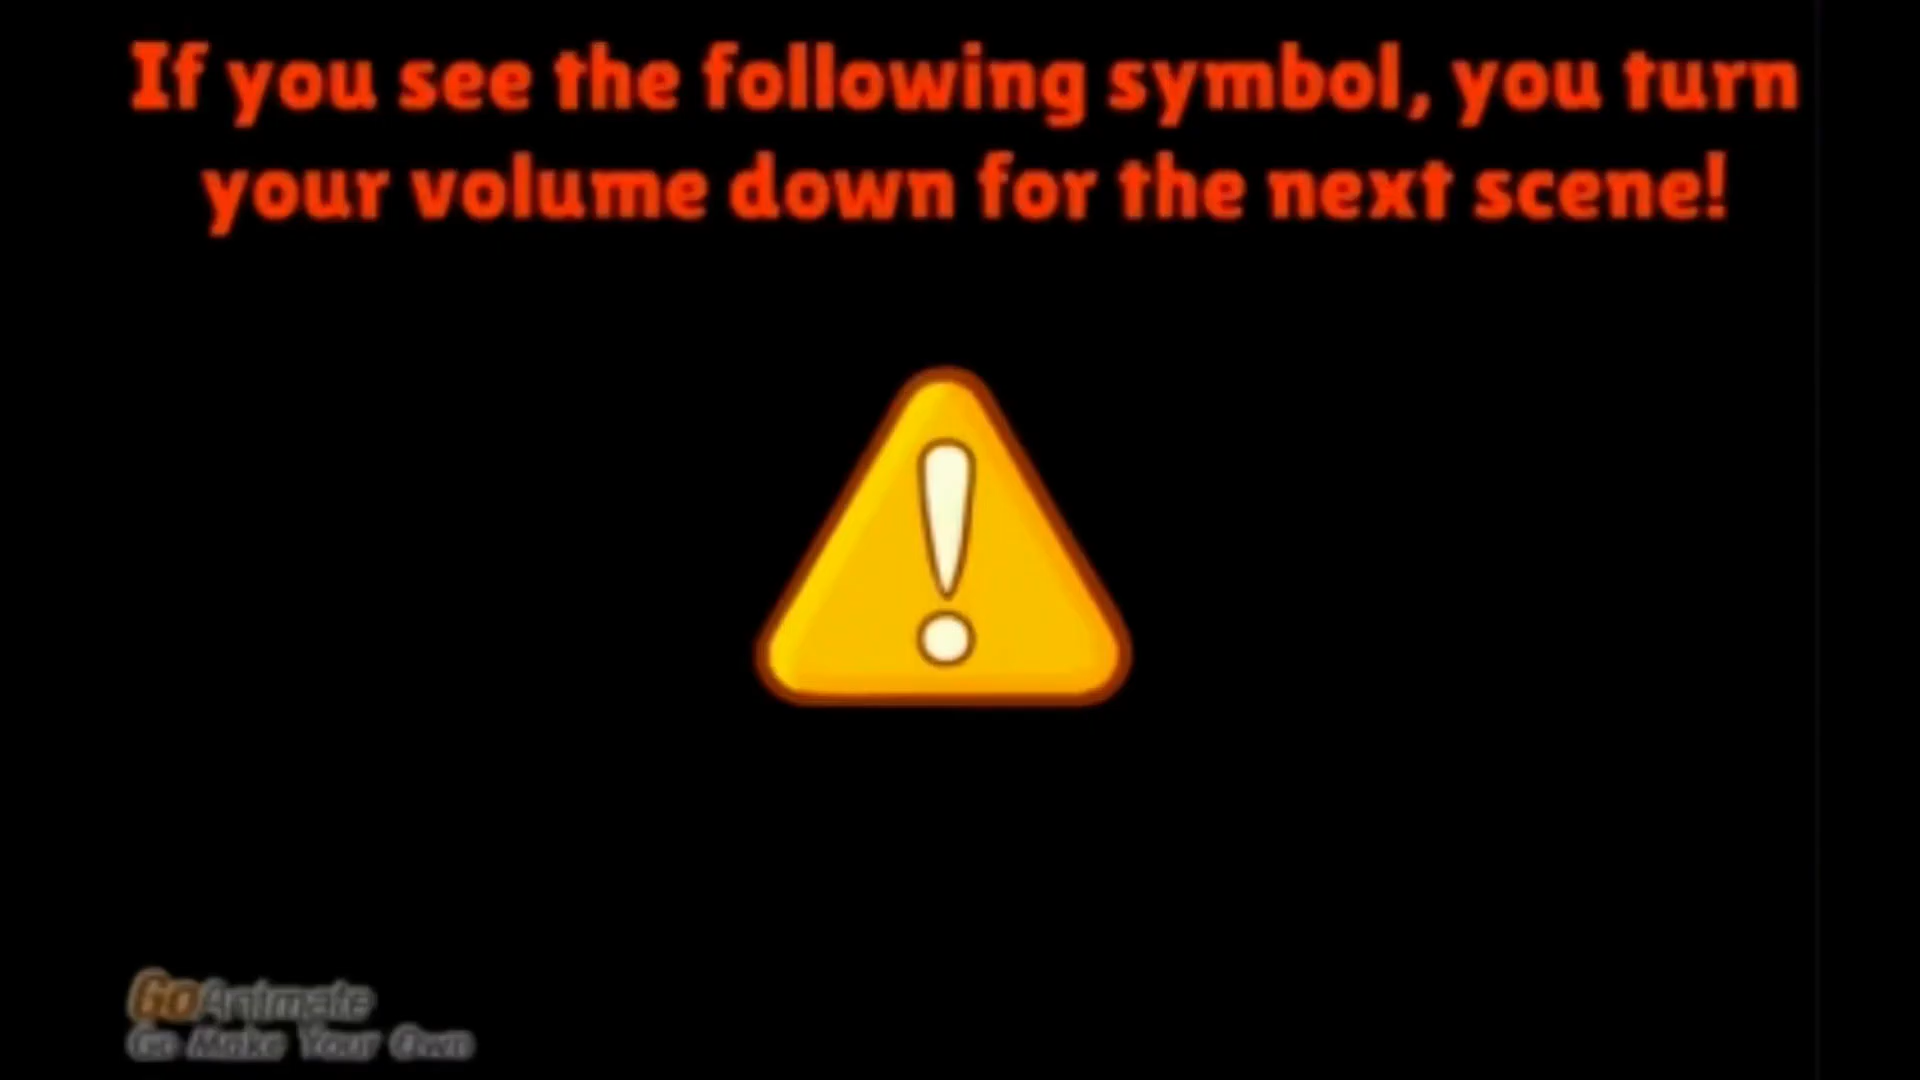 If you see the following symbol, you turn
your volume down for the next scene!
!
GoAnimate
Go Make Your Own